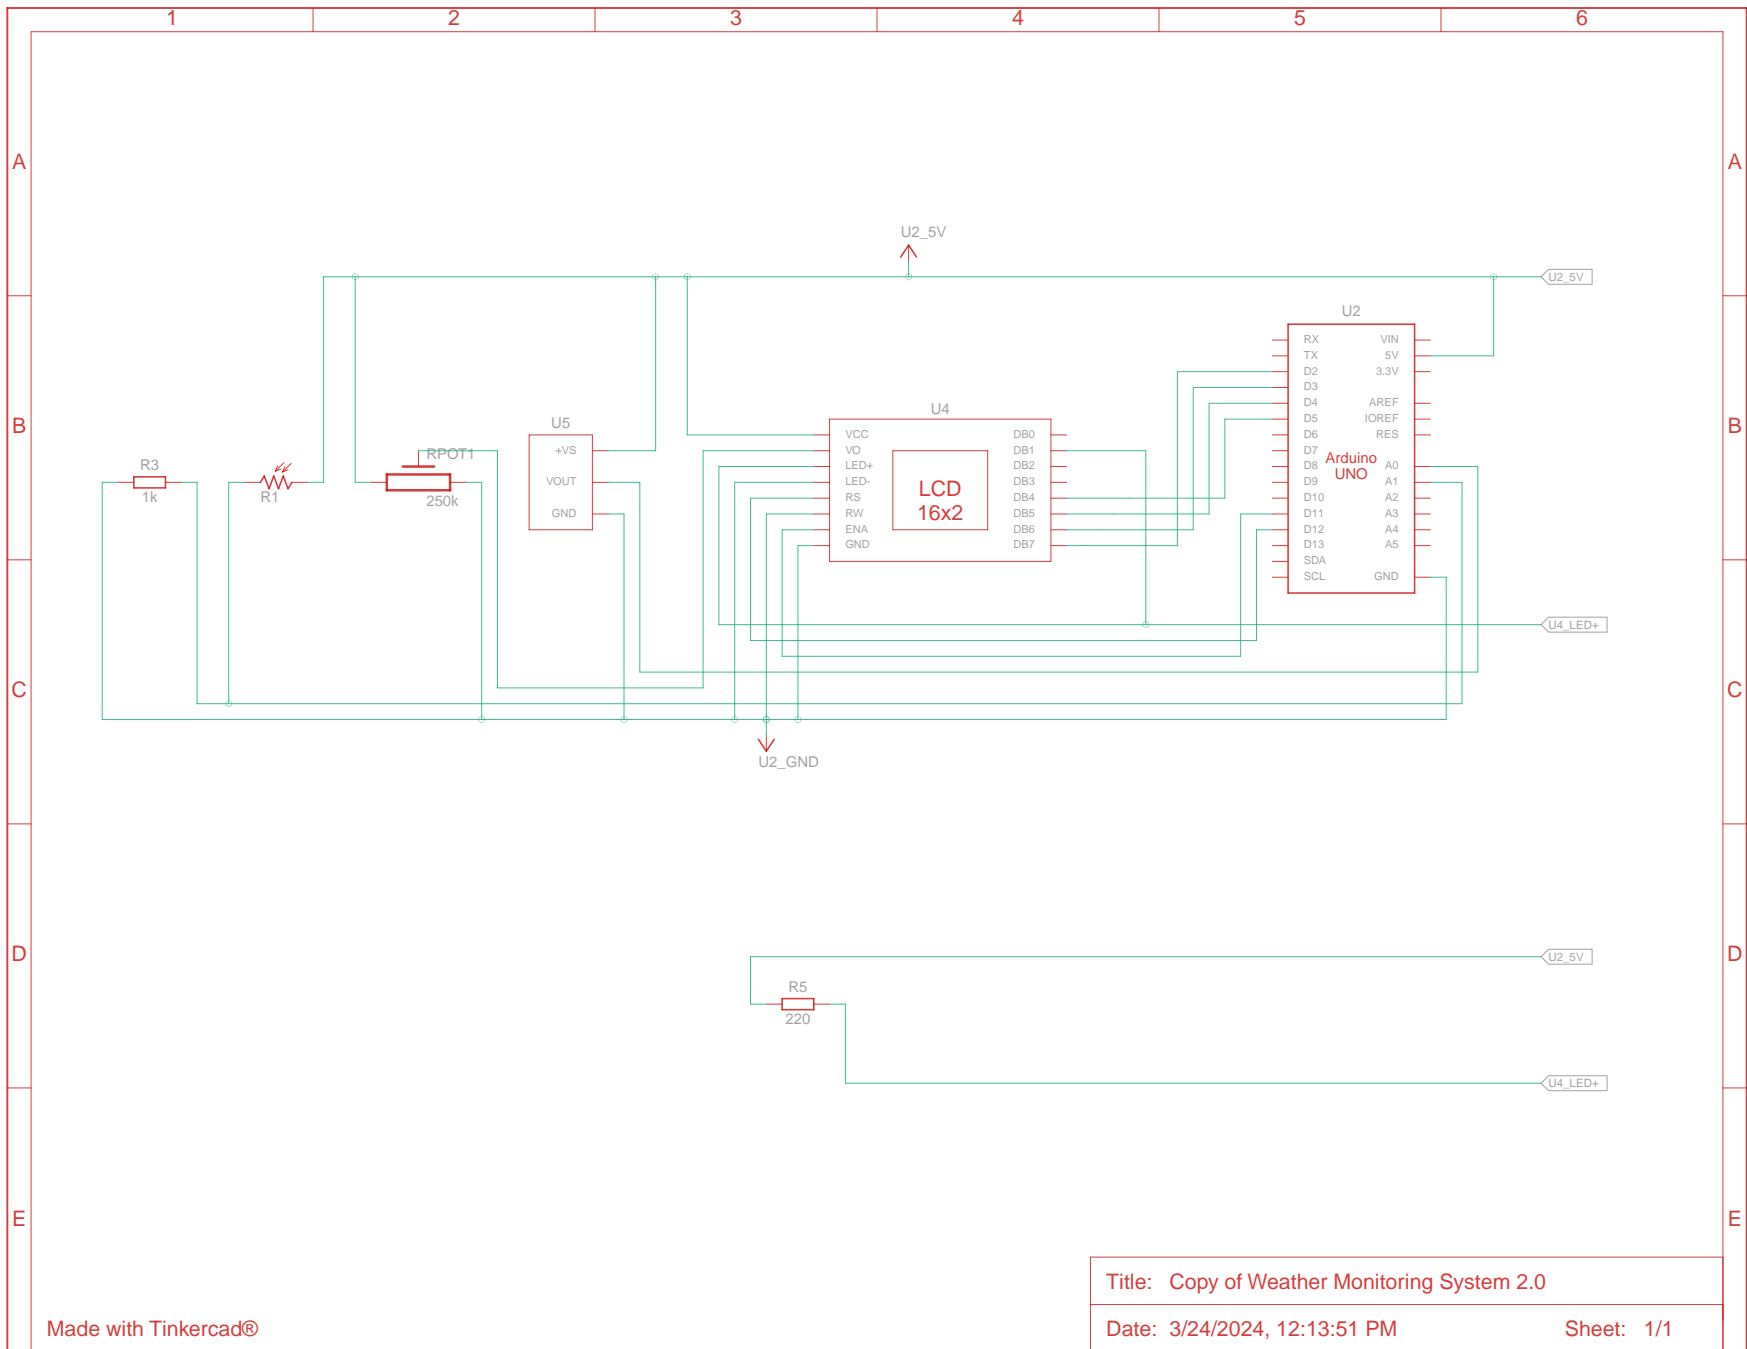 1 2 3 4 5 6
A A
U2_5V
U2_5V
U2
RX VIN
TX 5V
D2 3.3V
D3
D4 AREF
D5 IOREF
D6 RES
D7
D8 A0
D9 A1
D10 A2
D11 A3
D12 A4
D13 A5
SDA
SCL GND
Arduino
UNO
B B
U4
VCC DB0
VO DB1
LED+ DB2
LED- DB3
RS DB4
RW DB5
ENA DB6
GND DB7
LCD
16x2
U5
+VS
VOUT
GND
RPOT1
250k
R3
1k
R1
U4_LED+
C C
U2_GND
D D
U2_5V
R5
220
U4_LED+
E E
Title: Copy of Weather Monitoring System 2.0
Made with Tinkercad®
Date: 3/24/2024, 12:13:51 PM Sheet: 1/1